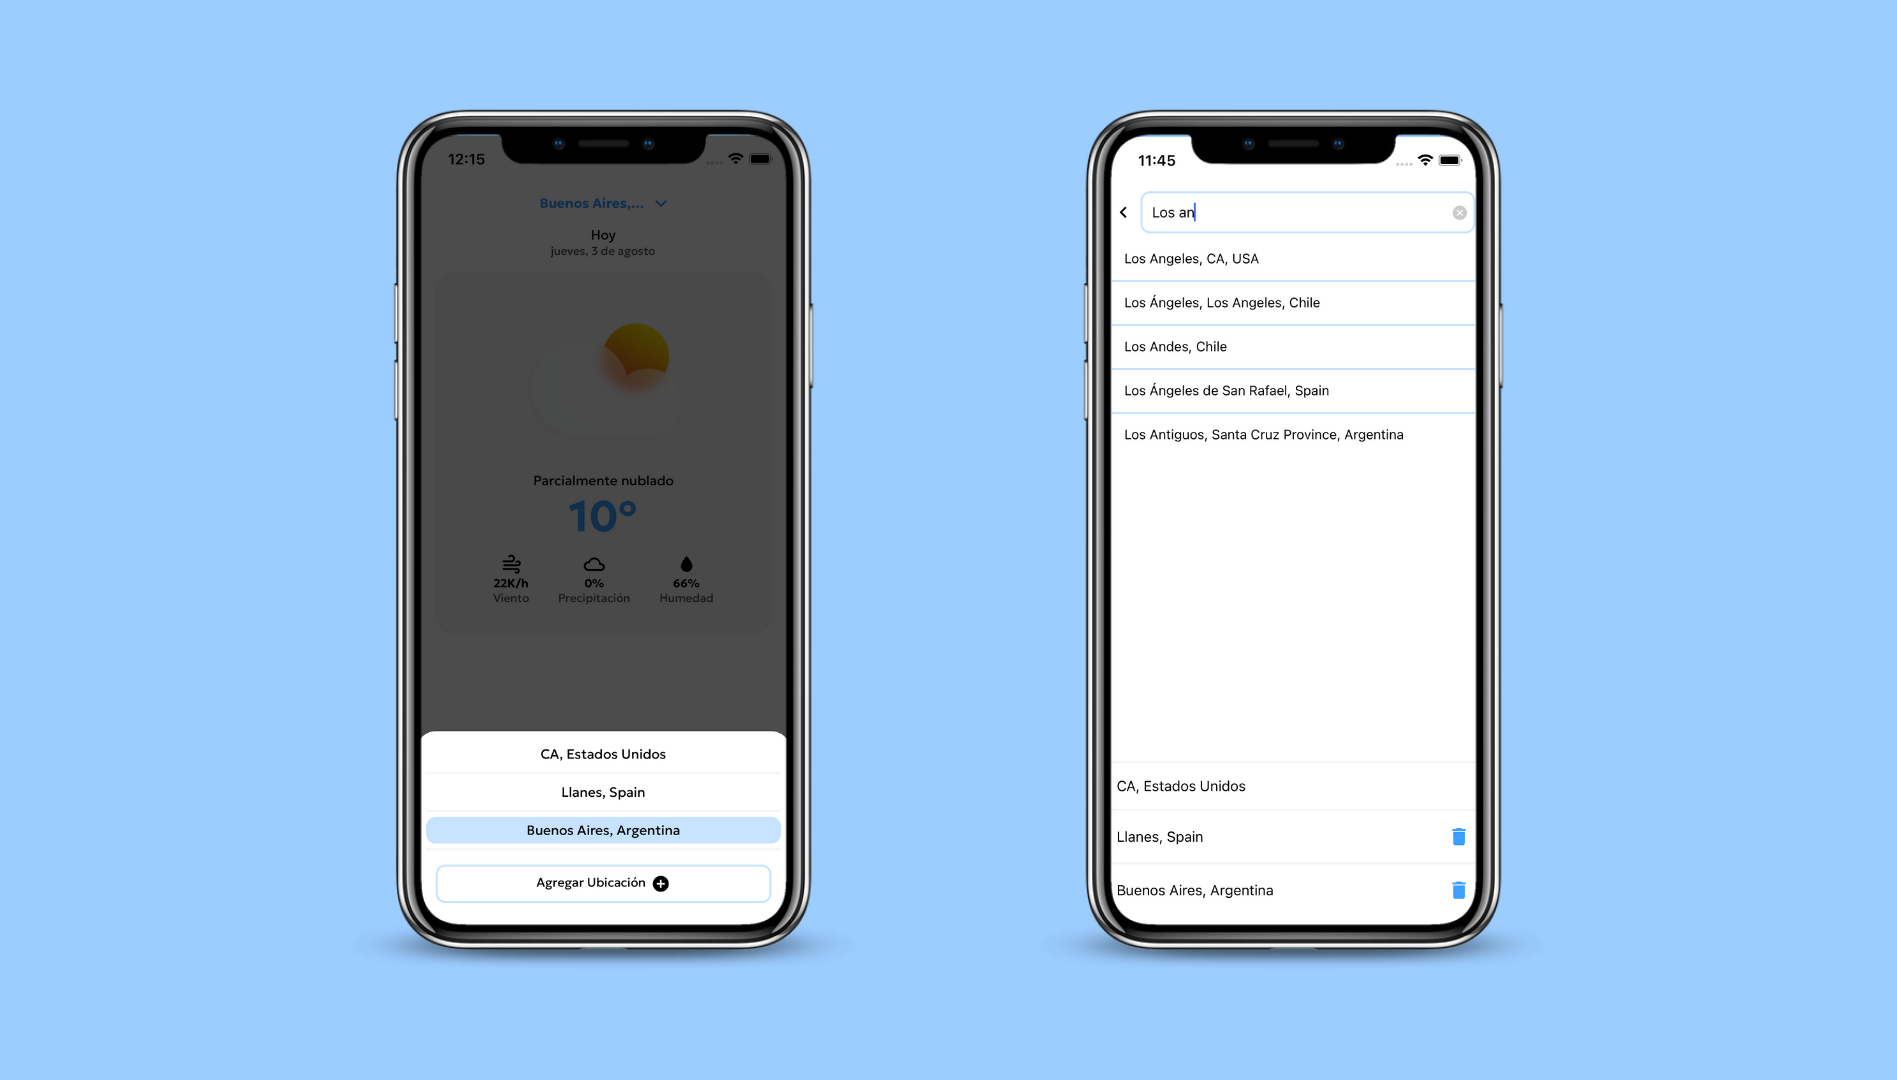 12:15
Buenos Aires,...
Hoy
jueves, 3 de agosto
Parcialmente nublado
10°
22K/h
Viento
0%
Precipitación
66%
Humedad
CA, Estados Unidos
Llanes, Spain
Buenos Aires, Argentina
Agregar Ubicación
11:45
Los an
Los Angeles, CA, USA
Los Ángeles, Los Angeles, Chile
Los Andes, Chile
Los Ángeles de San Rafael, Spain
Los Antiguos, Santa Cruz Province, Argentina
CA, Estados Unidos
Llanes, Spain
Buenos Aires, Argentina